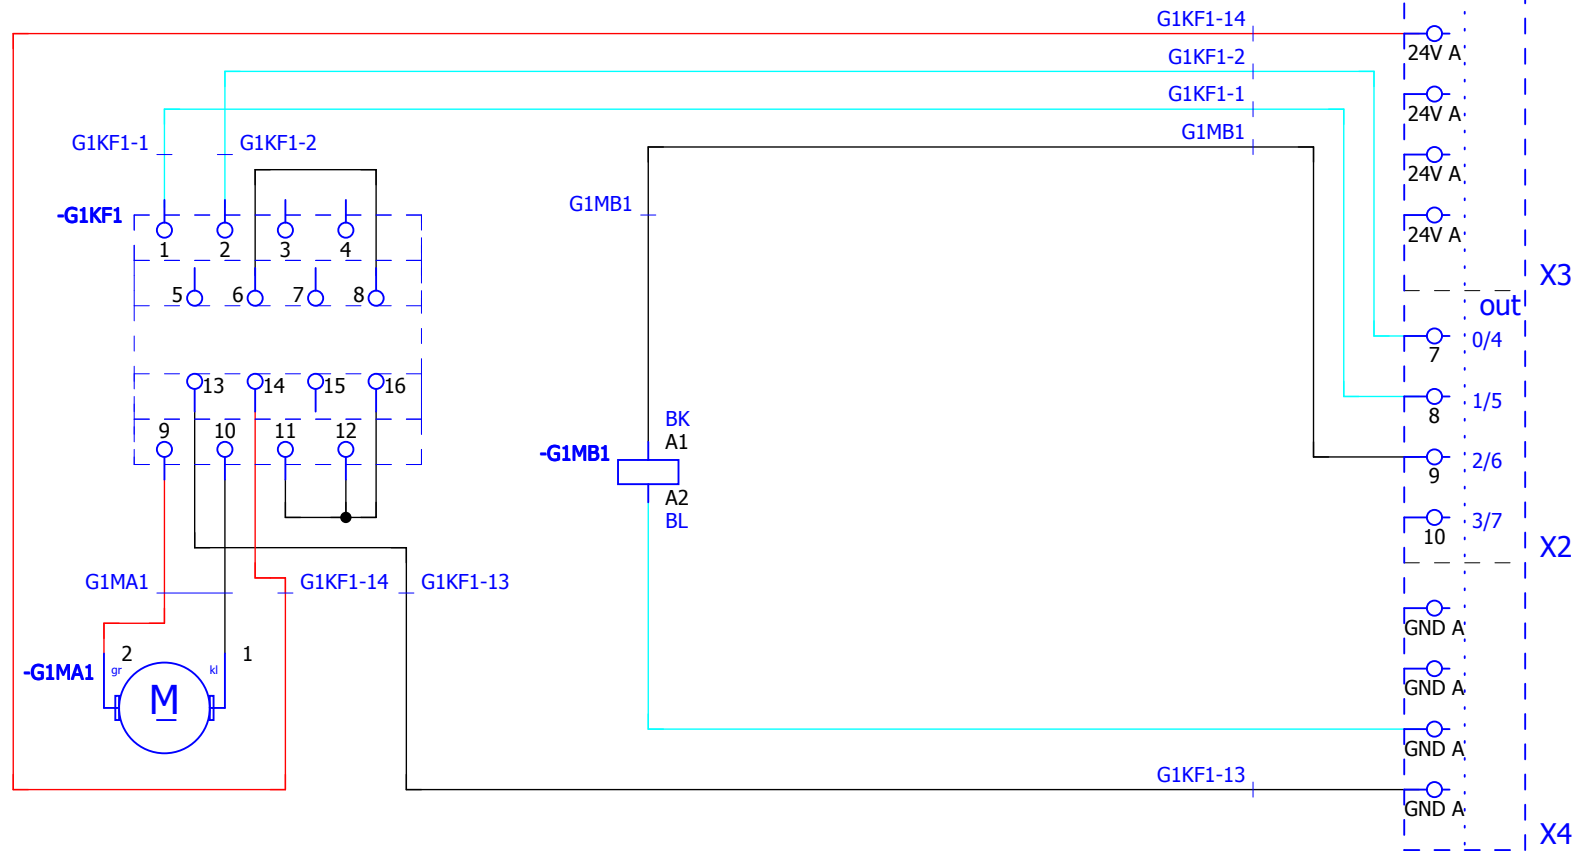 G1KF1-14
24V A
G1KF1-2
G1KF1-1
24V A
G1MB1
G1KF1-1
G1KF1-2
24V A
G1MB1
-G1KF1
1 2 3 4
24V A
X3
5 6 7 8
out
7 0/4
13 14 15 16
8 1/5
9 10 11 12
BK
A1
-G1MB1
9 2/6
A2
BL
10 3/7
X2
G1MA1
G1KF1-14
G1KF1-13
GND A
2 1
-G1MA1
gr
kl
M
GND A
GND A
G1KF1-13
GND A
X4